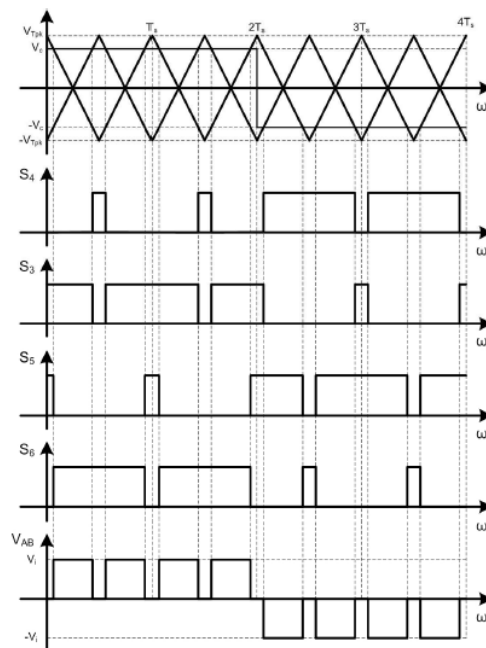 V_Tpk
V_c
T_s
2T_s
3T_s
4T_s
ω
-V_c
-V_Tpk
S_4
ω
S_3
ω
S_5
ω
S_6
ω
V_AB
V_i
ω
-V_i